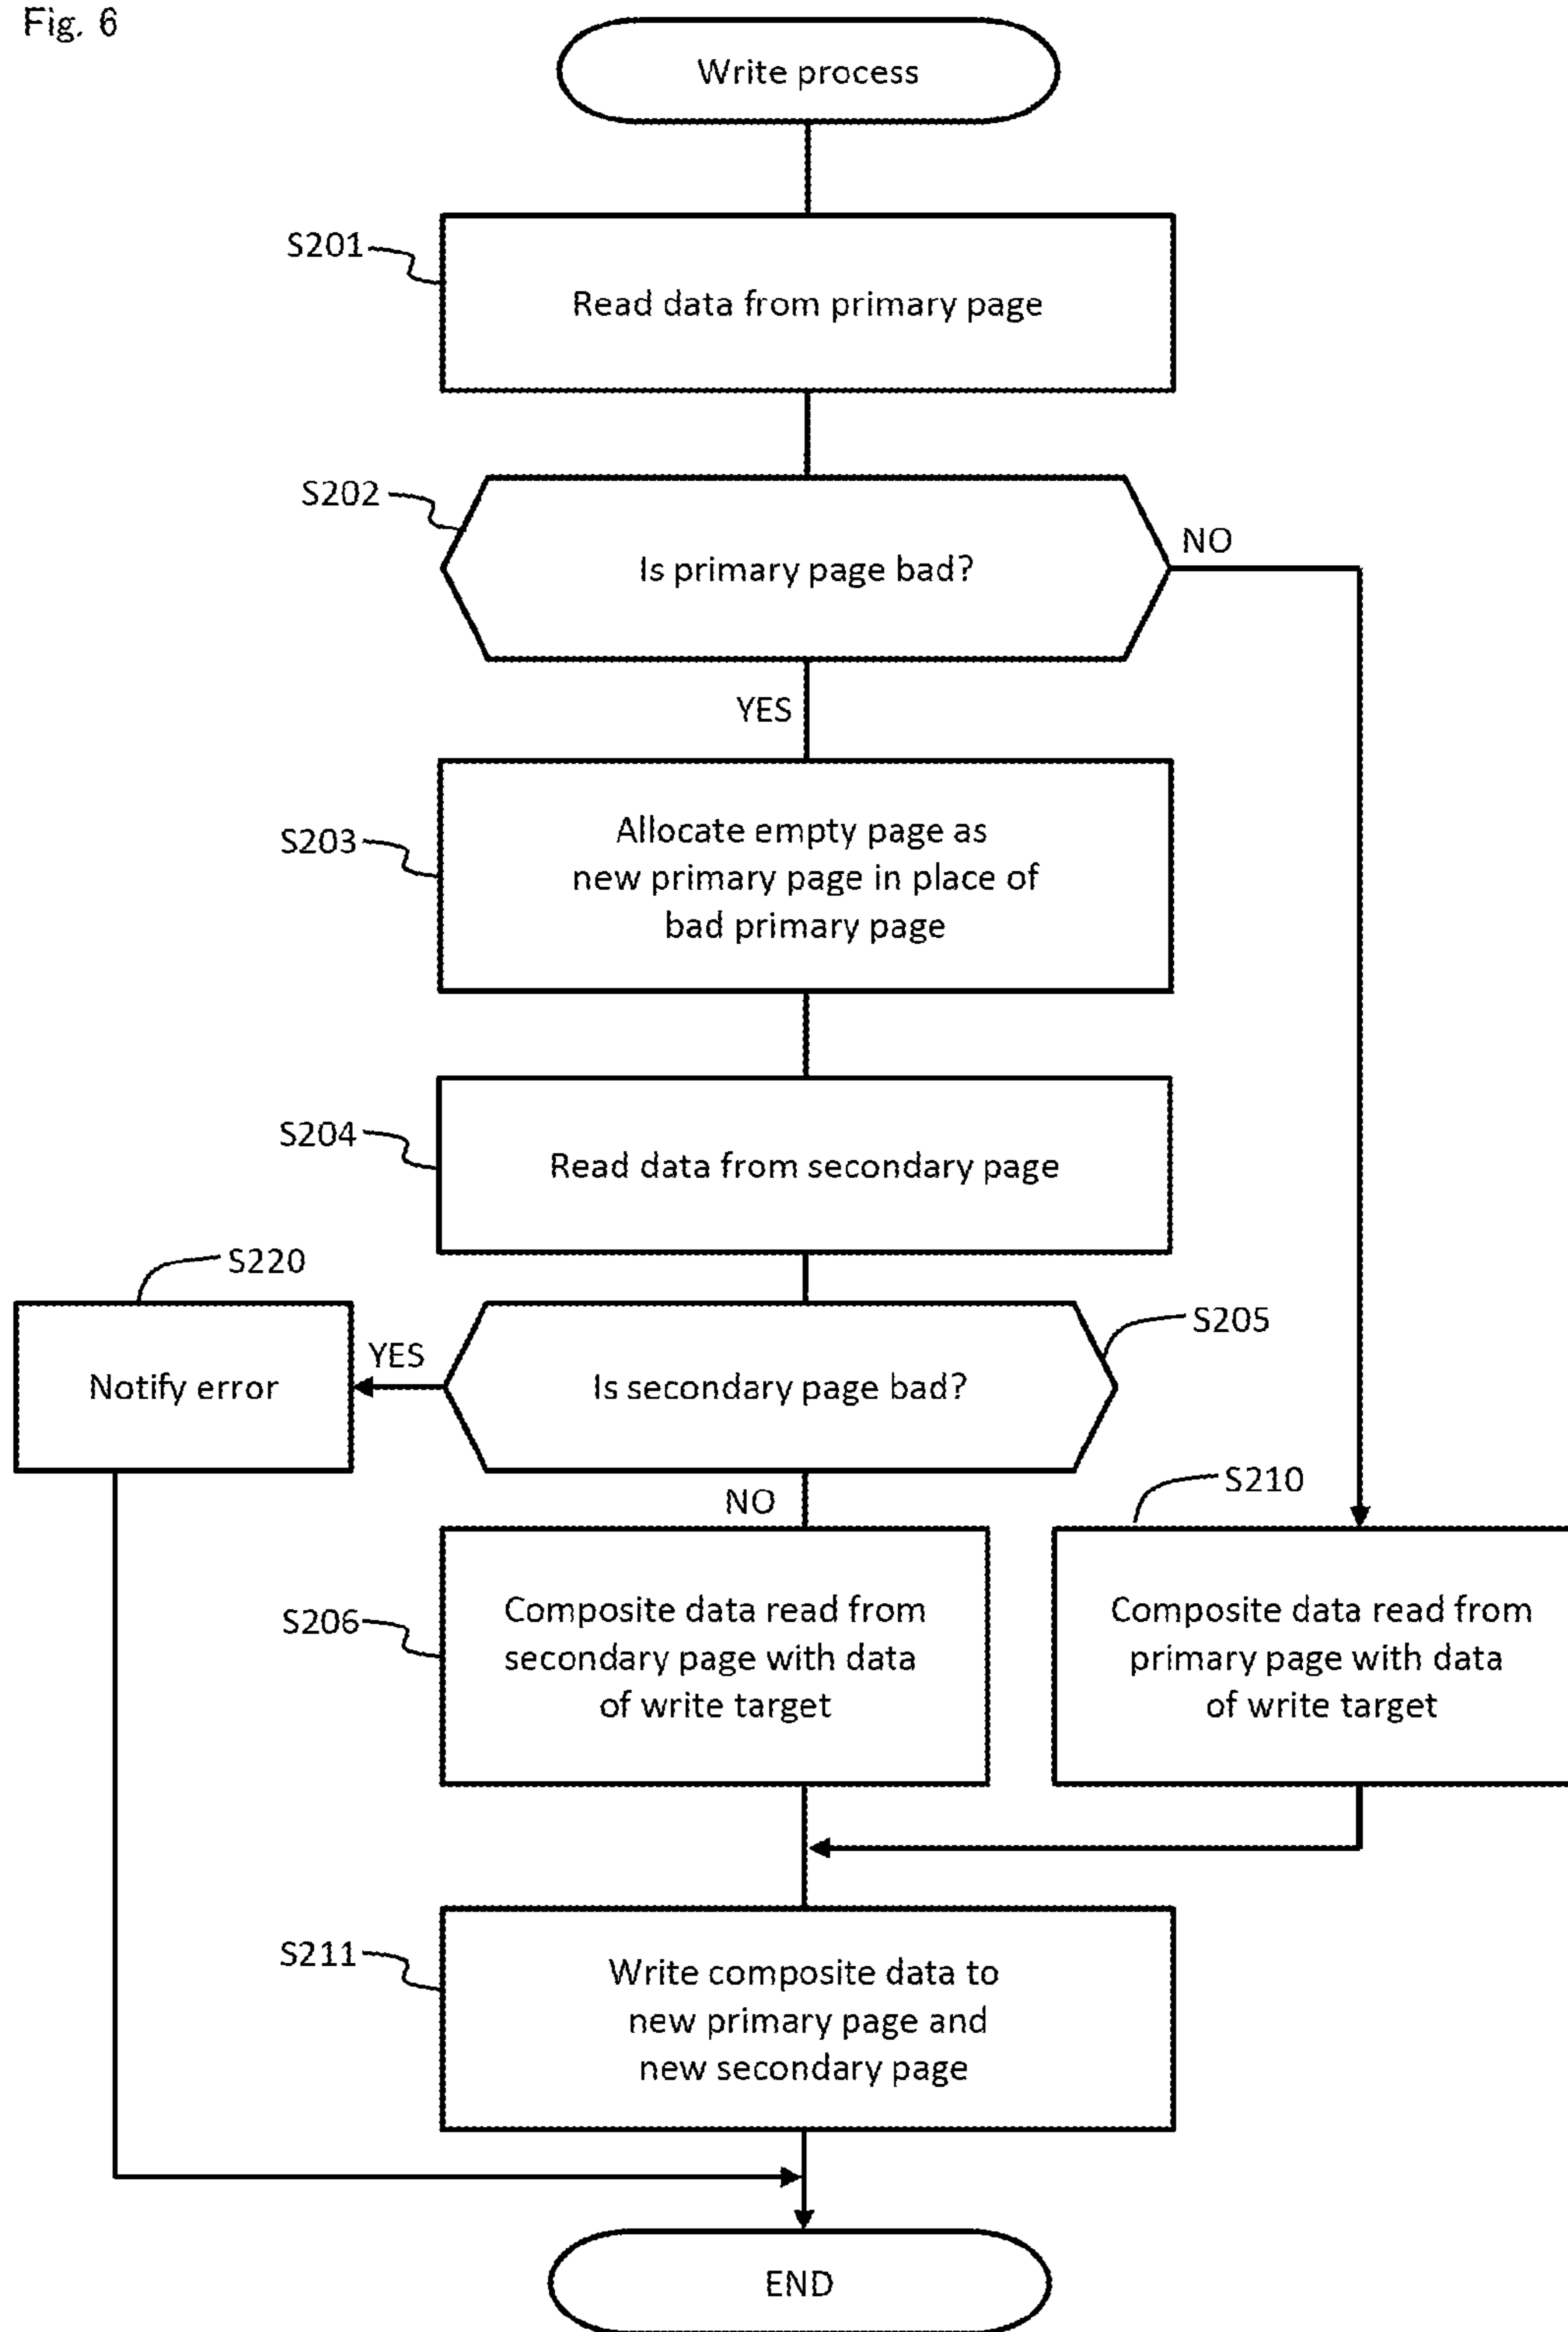 Fig. 6
Write process
S201
Read data from primary page
S202
Is primary page bad?
NO
YES
S203
Allocate empty page as
new primary page in place of
bad primary page
S204
Read data from secondary page
S220
Notify error
YES
Is secondary page bad?
S205
NO
S210
S206
Composite data read from
secondary page with data
of write target
Composite data read from
primary page with data
of write target
S211
Write composite data to
new primary page and
new secondary page
END